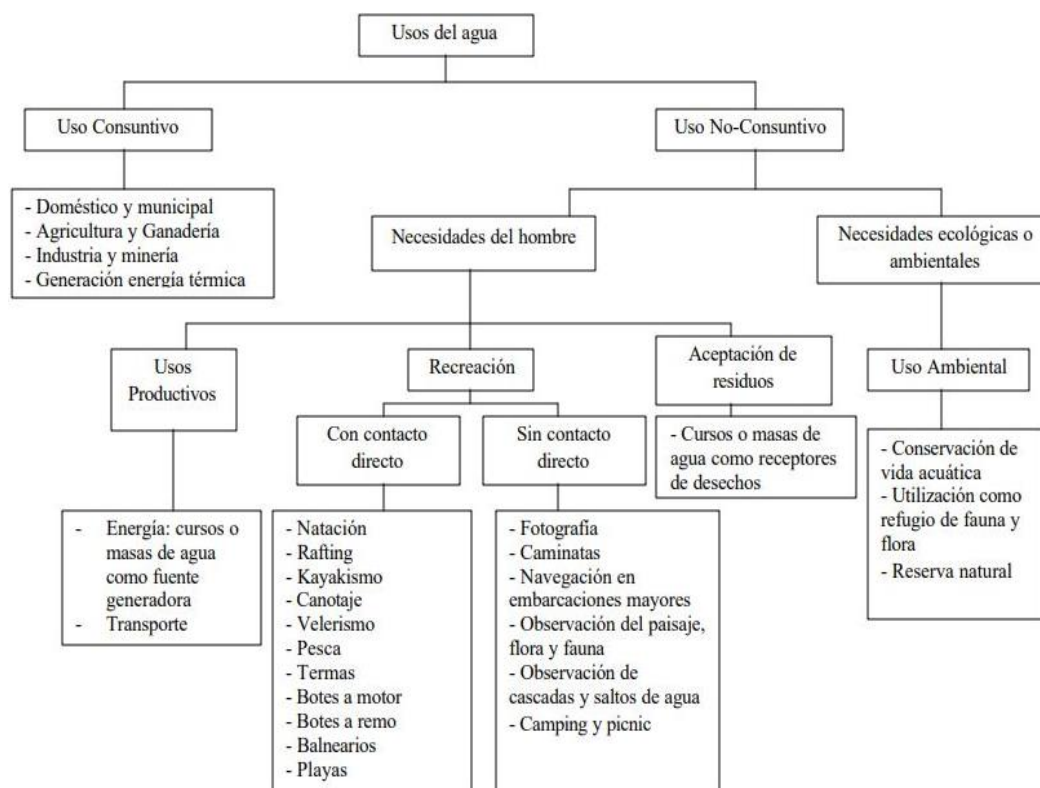 Usos del agua
Uso Consuntivo
Uso No-Consuntivo
- Doméstico y municipal
- Agricultura y Ganadería
- Industria y minería
- Generación energía térmica
Necesidades del hombre
Necesidades ecológicas o
ambientales
Usos
Productivos
Recreación
Aceptación de
residuos
Uso Ambiental
Con contacto
directo
Sin contacto
directo
- Cursos o masas de
agua como receptores
de desechos
- Conservación de
vida acuática
- Utilización como
refugio de fauna y
flora
- Reserva natural
- Energía: cursos o
masas de agua
como fuente
generadora
- Transporte
- Natación
- Rafting
- Kayakismo
- Canotaje
- Velerismo
- Pesca
- Termas
- Botes a motor
- Botes a remo
- Balnearios
- Playas
- Fotografía
- Caminatas
- Navegación en
embarcaciones mayores
- Observación del paisaje,
flora y fauna
- Observación de
cascadas y saltos de agua
- Camping y picnic